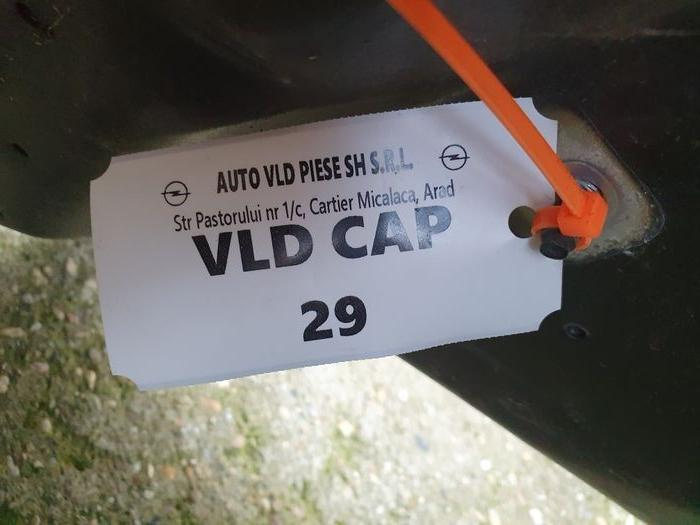 AUTO VLD PIESE SH S.R.L.
Str Pastorului nr 1/c, Cartier Micalaca, Arad
VLD CAP
29